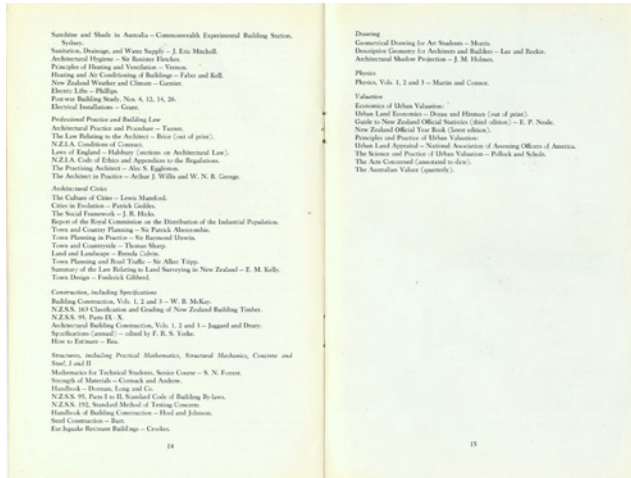 Sunshine and Shade in Australia – Commonwealth Experimental Building Station,
Sydney.
Sanitation, Drainage, and Water Supply – J. Eric Mitchell.
Architectural Hygiene – Sir Banister Fletcher.
Principles of Heating and Ventilation – Vernon.
Heating and Air Conditioning of Buildings – Faber and Kell.
New Zealand Weather and Climate – Garnier.
Electric Lifts – Phillips.
Post-war Building Study, Nos. 4, 12, 14, 26.
Electrical Installations – Grant.
Professional Practice and Building Law
Architectural Practice and Procedure – Turner.
The Law Relating to the Architect – Brice (out of print).
N.Z.I.A. Conditions of Contract.
Laws of England – Halsbury (sections on Architectural Law).
N.Z.I.A. Code of Ethics and Appendices to the Regulations.
The Practising Architect – Alec S. Eggleston.
The Architect in Practice – Arthur J. Willis and W. N. B. George.
Architectural Civics
The Culture of Cities – Lewis Mumford.
Cities in Evolution – Patrick Geddes.
The Social Framework – J. R. Hicks.
Report of the Royal Commission on the Distribution of the Industrial Population.
Town and Country Planning – Sir Patrick Abercrombie.
Town Planning in Practice – Sir Raymond Unwin.
Town and Countryside – Thomas Sharp.
Land and Landscape – Brenda Colvin.
Town Planning and Road Traffic – Sir Alker Tripp.
Summary of the Law Relating to Land Surveying in New Zealand – E. M. Kelly.
Town Design – Frederick Gibberd.
Construction, including Specifications
Building Construction, Vols. 1, 2 and 3 – W. B. McKay.
N.Z.S.S. 169 Classification and Grading of New Zealand Building Timber.
N.Z.S.S. 95, Parts IX - X.
Architectural Building Construction, Vols. 1, 2 and 3 – Jaggard and Drury.
Specifications (annual) – edited by F. R. S. Yorke.
How to Estimate – Rea.
Structures, including Practical Mathematics, Structural Mechanics, Concrete and
Steel, I and II
Mathematics for Technical Students, Senior Course – S. N. Forrest.
Strength of Materials – Cormack and Andrew.
Handbook – Dorman, Long and Co.
N.Z.S.S. 95, Parts I to II, Standard Code of Building By-laws.
N.Z.S.S. 192, Standard Method of Testing Concrete.
Handbook of Building Construction – Hool and Johnson.
Steel Construction – Burt.
Earthquake Resistant Buildings – Creskes.
14
Drawing
Geometrical Drawing for Art Students – Morris.
Descriptive Geometry for Architects and Builders – Lee and Reekie.
Architectural Shadow Projection – J. M. Holmes.
Physics
Physics, Vols. 1, 2 and 3 – Martin and Connor.
Valuation
Economics of Urban Valuation:
Urban Land Economics – Dorau and Hinman (out of print).
Guide to New Zealand Official Statistics (third edition) – E. P. Neale.
New Zealand Official Year Book (latest edition).
Principles and Practice of Urban Valuation:
Urban Land Appraisal – National Association of Assessing Officers of America.
The Science and Practice of Urban Valuation – Pollock and Scholz.
The Acts Concerned (annotated to date).
The Australian Valuer (quarterly).
15